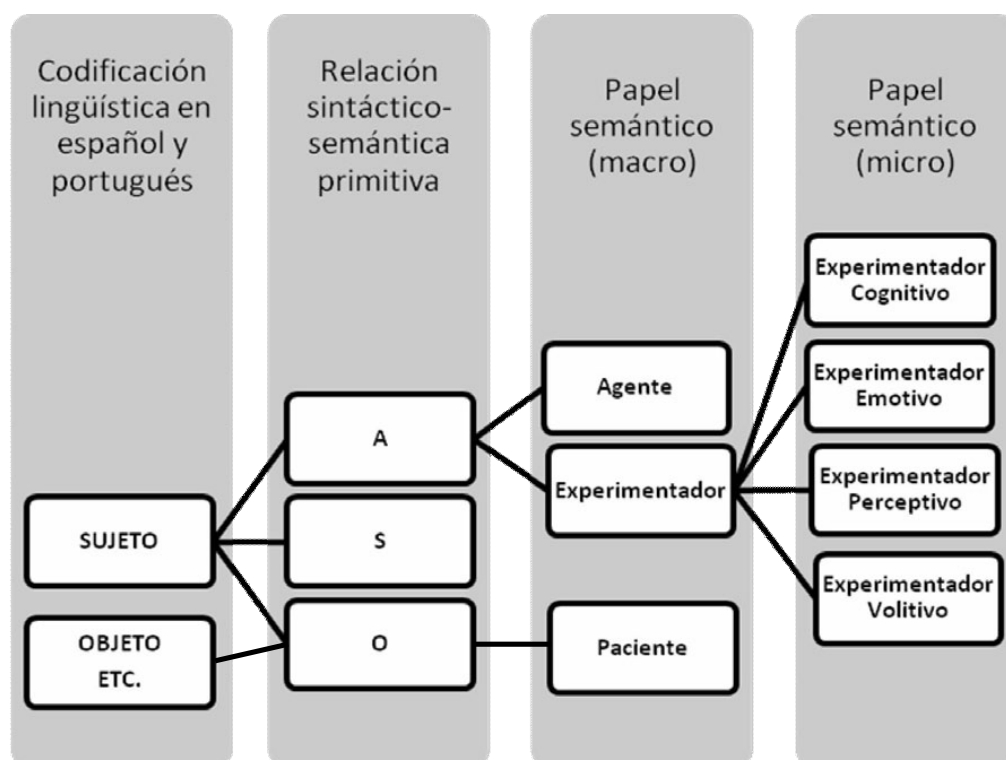 Codificación
lingüística en
español y
portugués
Relación
sintáctico-
semántica
primitiva
Papel
semántico
(macro)
Papel
semántico
(micro)
SUJETO
OBJETO
ETC.
A
S
O
Agente
Experimentador
Paciente
Experimentador
Cognitivo
Experimentador
Emotivo
Experimentador
Perceptivo
Experimentador
Volitivo